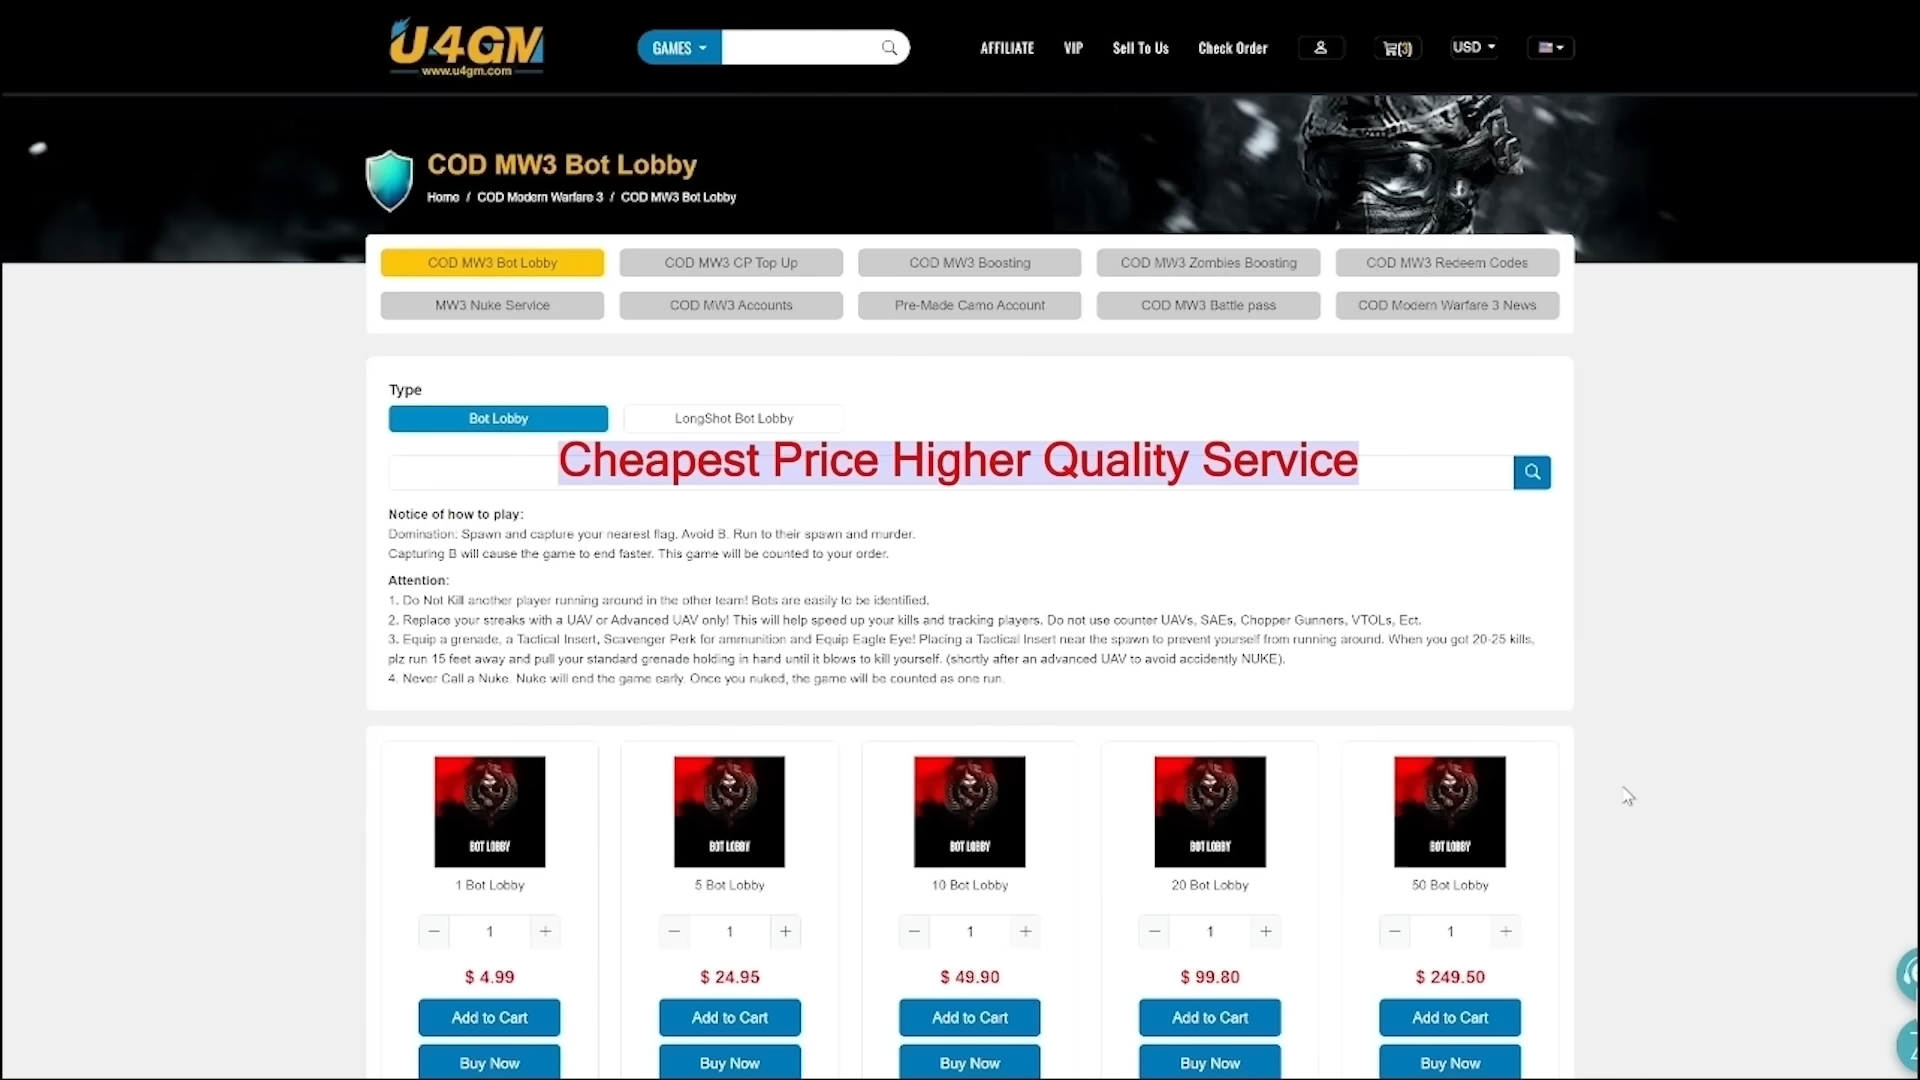 U4GM
www.u4gm.com
GAMES
AFFILIATE
VIP
Sell To Us
Check Order
(3)
USD
COD MW3 Bot Lobby
Home / COD Modern Warfare 3 / COD MW3 Bot Lobby
COD MW3 Bot Lobby
COD MW3 CP Top Up
COD MW3 Boosting
COD MW3 Zombies Boosting
COD MW3 Redeem Codes
MW3 Nuke Service
COD MW3 Accounts
Pre-Made Camo Account
COD MW3 Battle pass
COD Modern Warfare 3 News
Type
Bot Lobby
LongShot Bot Lobby
Cheapest Price Higher Quality Service
Notice of how to play:
Domination: Spawn and capture your nearest flag. Avoid B. Run to their spawn and murder.
Capturing B will cause the game to end faster. This game will be counted to your order.
Attention:
1. Do Not Kill another player running around in the other team! Bots are easily to be identified.
2. Replace your streaks with a UAV or Advanced UAV only! This will help speed up your kills and tracking players. Do not use counter UAVs, SAEs, Chopper Gunners, VTOLs, Ect.
3. Equip a grenade, a Tactical Insert, Scavenger Perk for ammunition and Equip Eagle Eye! Placing a Tactical Insert near the spawn to prevent yourself from running around. When you got 20-25 kills,
plz run 15 feet away and pull your standard grenade holding in hand until it blows to kill yourself. (shortly after an advanced UAV to avoid accidently NUKE).
4. Never Call a Nuke. Nuke will end the game early. Once you nuked, the game will be counted as one run.
BOT LOBBY
BOT LOBBY
BOT LOBBY
BOT LOBBY
BOT LOBBY
1 Bot Lobby
5 Bot Lobby
10 Bot Lobby
20 Bot Lobby
50 Bot Lobby
− 1 +
− 1 +
− 1 +
− 1 +
− 1 +
$ 4.99
$ 24.95
$ 49.90
$ 99.80
$ 249.50
Add to Cart
Add to Cart
Add to Cart
Add to Cart
Add to Cart
Buy Now
Buy Now
Buy Now
Buy Now
Buy Now